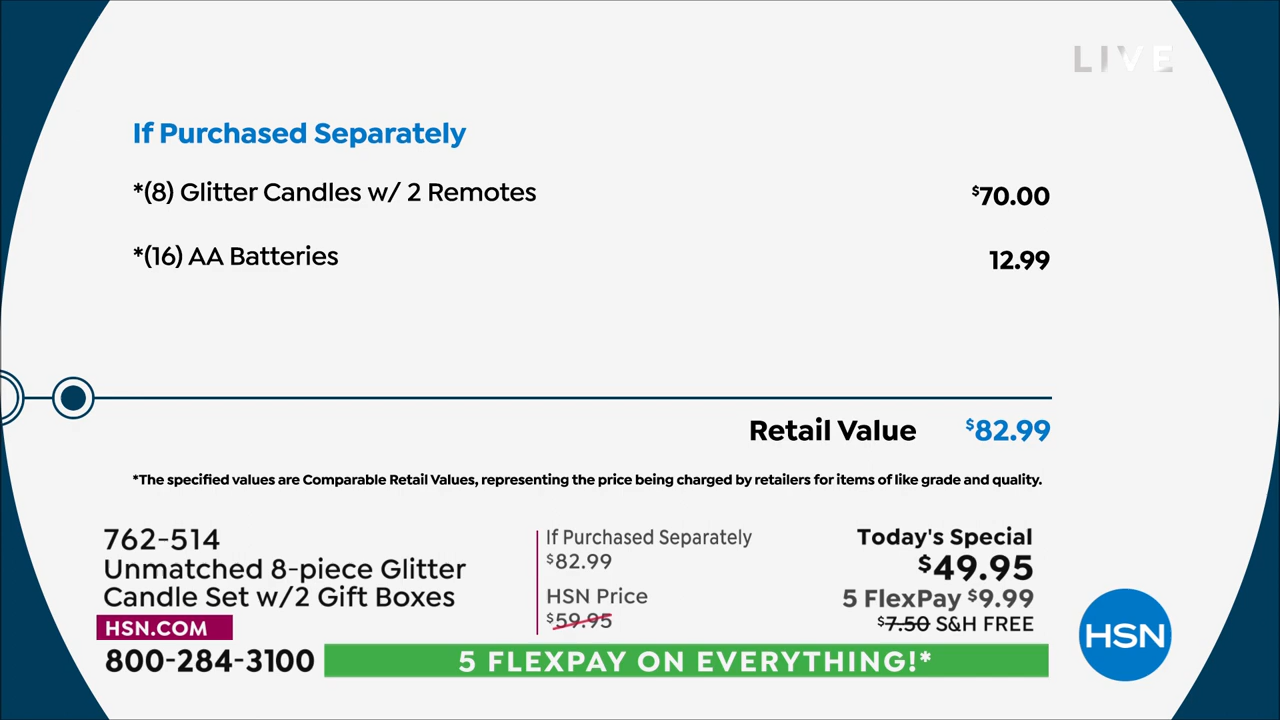 LIVE
If Purchased Separately
*(8) Glitter Candles w/ 2 Remotes $70.00
*(16) AA Batteries 12.99
Retail Value $82.99
*The specified values are Comparable Retail Values, representing the price being charged by retailers for items of like grade and quality.
762-514
Unmatched 8-piece Glitter
Candle Set w/2 Gift Boxes
HSN.COM
800-284-3100
If Purchased Separately
$82.99
HSN Price
$59.95
Today's Special
$49.95
5 FlexPay $9.99
$7.50 S&H FREE
5 FLEXPAY ON EVERYTHING!*
HSN